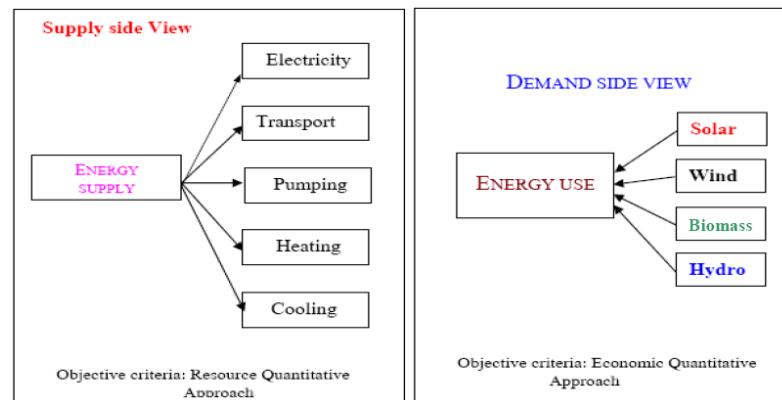 Supply side View
Electricity
Transport
ENERGY
SUPPLY
Pumping
Heating
Cooling
Objective criteria: Resource Quantitative
Approach
DEMAND SIDE VIEW
Solar
ENERGY USE
Wind
Biomass
Hydro
Objective criteria: Economic Quantitative
Approach